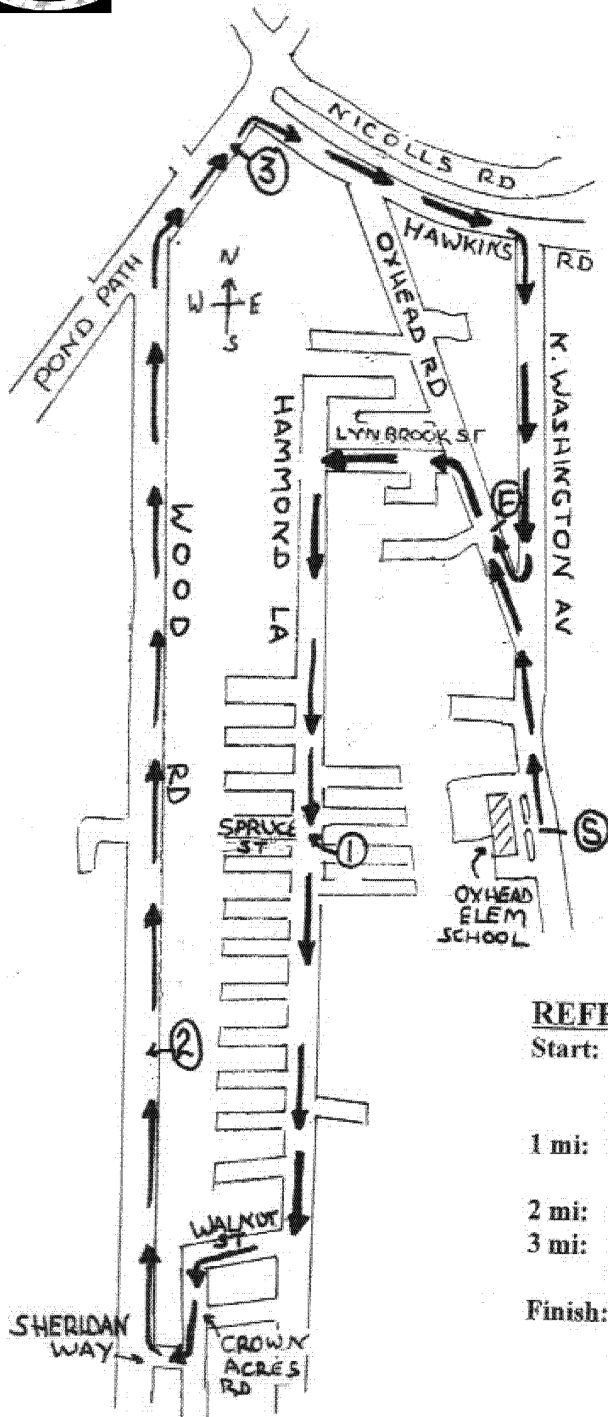 NICOLLS RD
3
HAWKINS RD
POND PATH
N
W E
S
OXHEAD RD
N. WASHINGTON AV
HAMMOND LA
LYNBROOK ST
F
WOOD RD
SPRUCE
ST
1
S
OXHEAD
ELEM
SCHOOL
2
Start:
1 mi:
2 mi:
3 mi:
Finish:
WALNUT
ST
SHERIDAN
WAY
CROWN
ACRES
RD